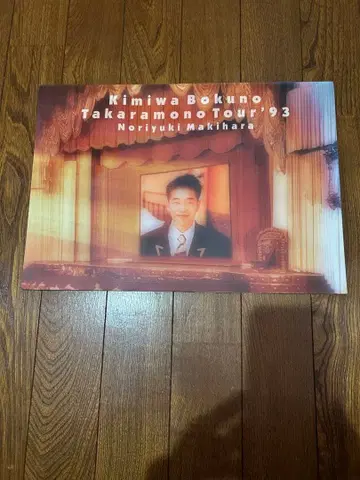 Kimiwa Bokuno
Takaramono Tour '93
Noriyuki Makihara